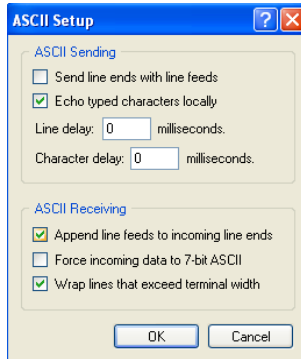 ASCII Setup
ASCII Sending
Send line ends with line feeds
Echo typed characters locally
Line delay: 0 milliseconds.
Character delay: 0 milliseconds.
ASCII Receiving
Append line feeds to incoming line ends
Force incoming data to 7-bit ASCII
Wrap lines that exceed terminal width
OK Cancel